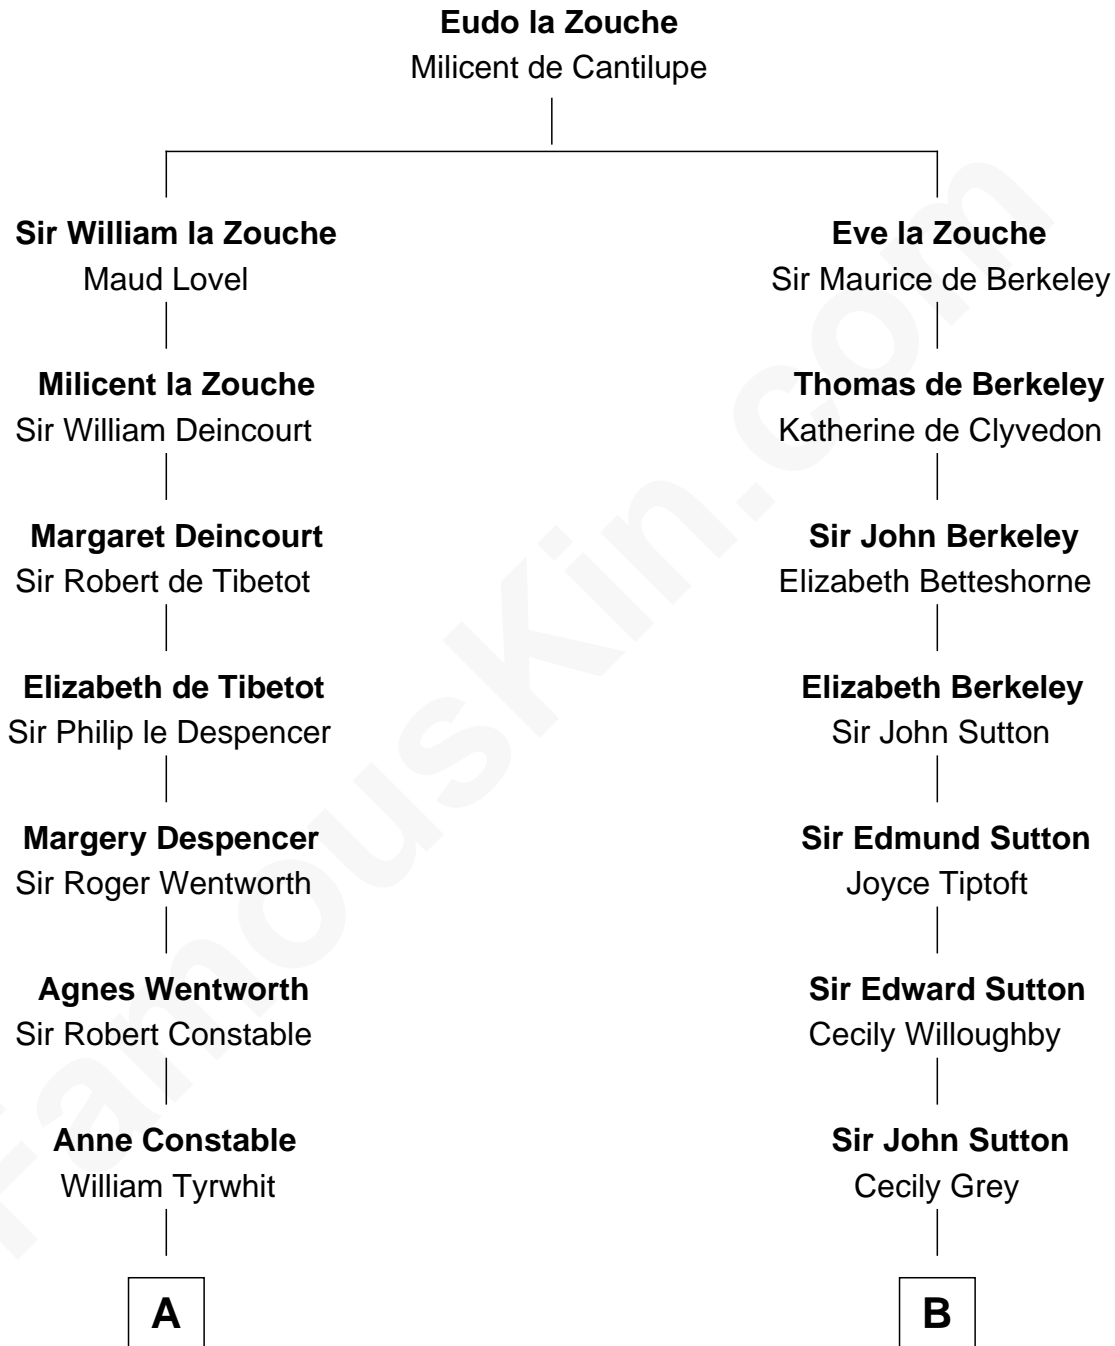 Eudo la Zouche
Milicent de Cantilupe
Sir William la Zouche
Maud Lovel
Milicent la Zouche
Sir William Deincourt
Margaret Deincourt
Sir Robert de Tibetot
Elizabeth de Tibetot
Sir Philip le Despencer
Margery Despencer
Sir Roger Wentworth
Agnes Wentworth
Sir Robert Constable
Anne Constable
William Tyrwhit
A
Eve la Zouche
Sir Maurice de Berkeley
Thomas de Berkeley
Katherine de Clyvedon
Sir John Berkeley
Elizabeth Betteshorne
Elizabeth Berkeley
Sir John Sutton
Sir Edmund Sutton
Joyce Tiptoft
Sir Edward Sutton
Cecily Willoughby
Sir John Sutton
Cecily Grey
B
FamousKin.com